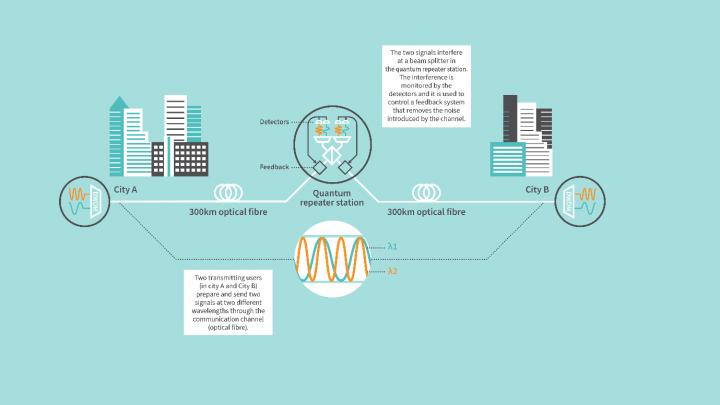 The two signals interfere
at a beam splitter in
the quantum repeater station.
The interference is
monitored by the
detectors and it is used to
control a feedback system
that removes the noise
introduced by the channel.
Detectors
Feedback
City A
City B
Quantum
repeater station
300km optical fibre
300km optical fibre
λ1
λ2
Two transmitting users
(in city A and City B)
prepare and send two
signals at two different
wavelengths through the
communication channel
(optical fibre).